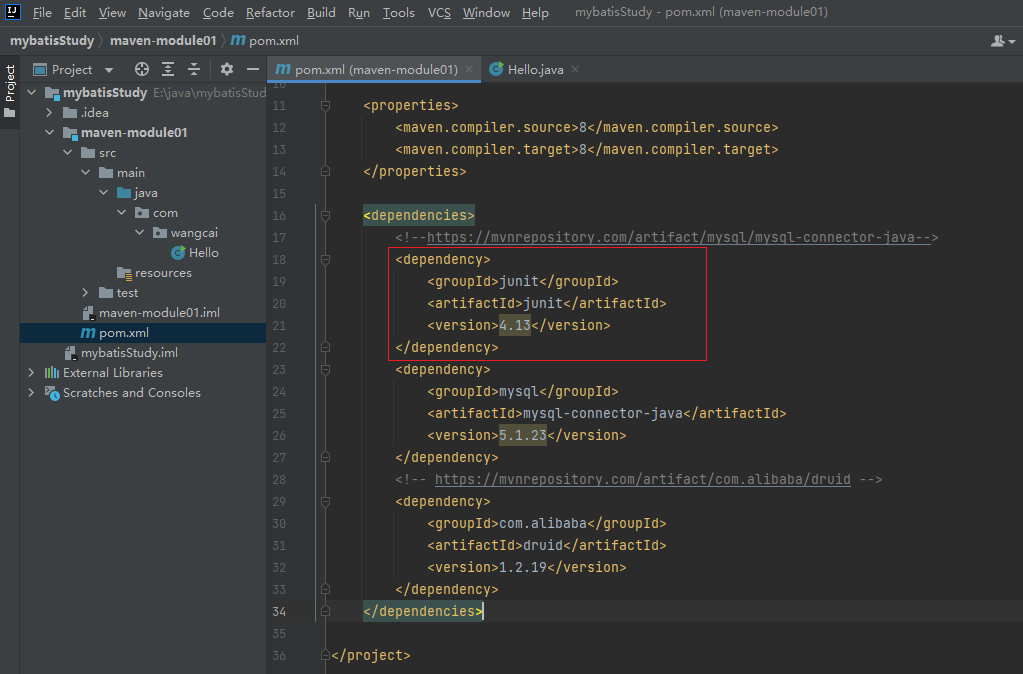 IJ File Edit View Navigate Code Refactor Build Run Tools VCS Window Help mybatisStudy - pom.xml (maven-module01)
mybatisStudy maven-module01 m pom.xml
Project
Project
m pom.xml (maven-module01) C Hello.java
mybatisStudy E:\java\mybatisStud
.idea
maven-module01
src
main
java
com
wangcai
C Hello
resources
test
maven-module01.iml
m pom.xml
mybatisStudy.iml
External Libraries
Scratches and Consoles
10
11 <properties>
12 <maven.compiler.source>8</maven.compiler.source>
13 <maven.compiler.target>8</maven.compiler.target>
14 </properties>
15
16 <dependencies>
17 <!--https://mvnrepository.com/artifact/mysql/mysql-connector-java-->
18 <dependency>
19 <groupId>junit</groupId>
20 <artifactId>junit</artifactId>
21 <version>4.13</version>
22 </dependency>
23 <dependency>
24 <groupId>mysql</groupId>
25 <artifactId>mysql-connector-java</artifactId>
26 <version>5.1.23</version>
27 </dependency>
28 <!-- https://mvnrepository.com/artifact/com.alibaba/druid -->
29 <dependency>
30 <groupId>com.alibaba</groupId>
31 <artifactId>druid</artifactId>
32 <version>1.2.19</version>
33 </dependency>
34 </dependencies>
35
36 </project>